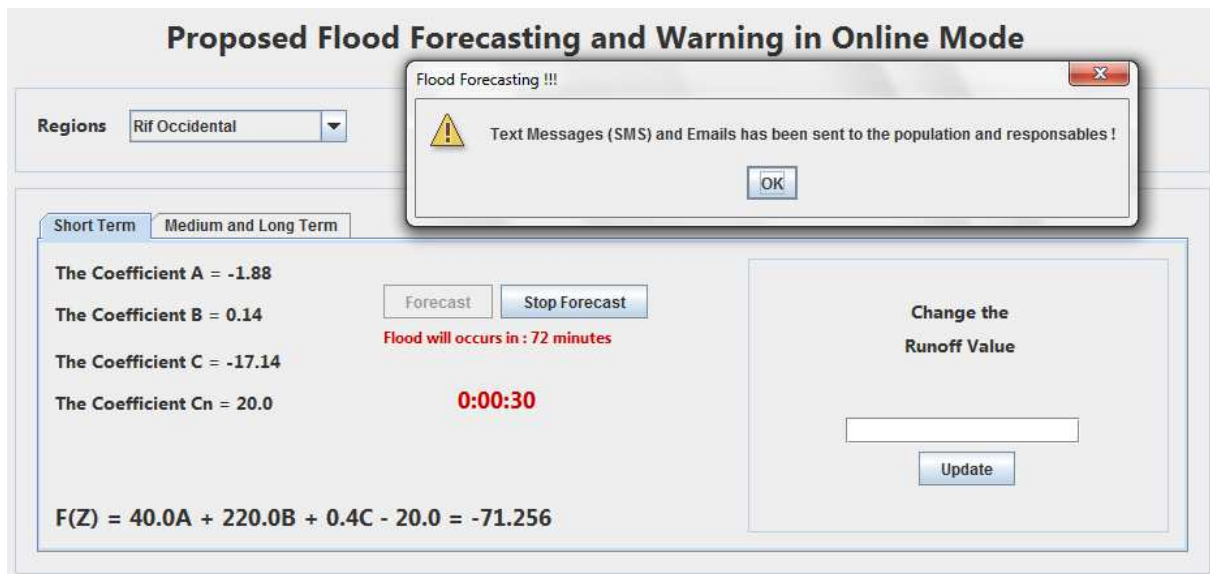 Proposed Flood Forecasting and Warning in Online Mode
Flood Forecasting !!!
Text Messages (SMS) and Emails has been sent to the population and responsables !
OK
Regions
Rif Occidental
Short Term
Medium and Long Term
The Coefficient A = -1.88
The Coefficient B = 0.14
The Coefficient C = -17.14
The Coefficient Cn = 20.0
Forecast
Stop Forecast
Flood will occurs in : 72 minutes
0:00:30
Change the
Runoff Value
Update
F(Z) = 40.0A + 220.0B + 0.4C - 20.0 = -71.256